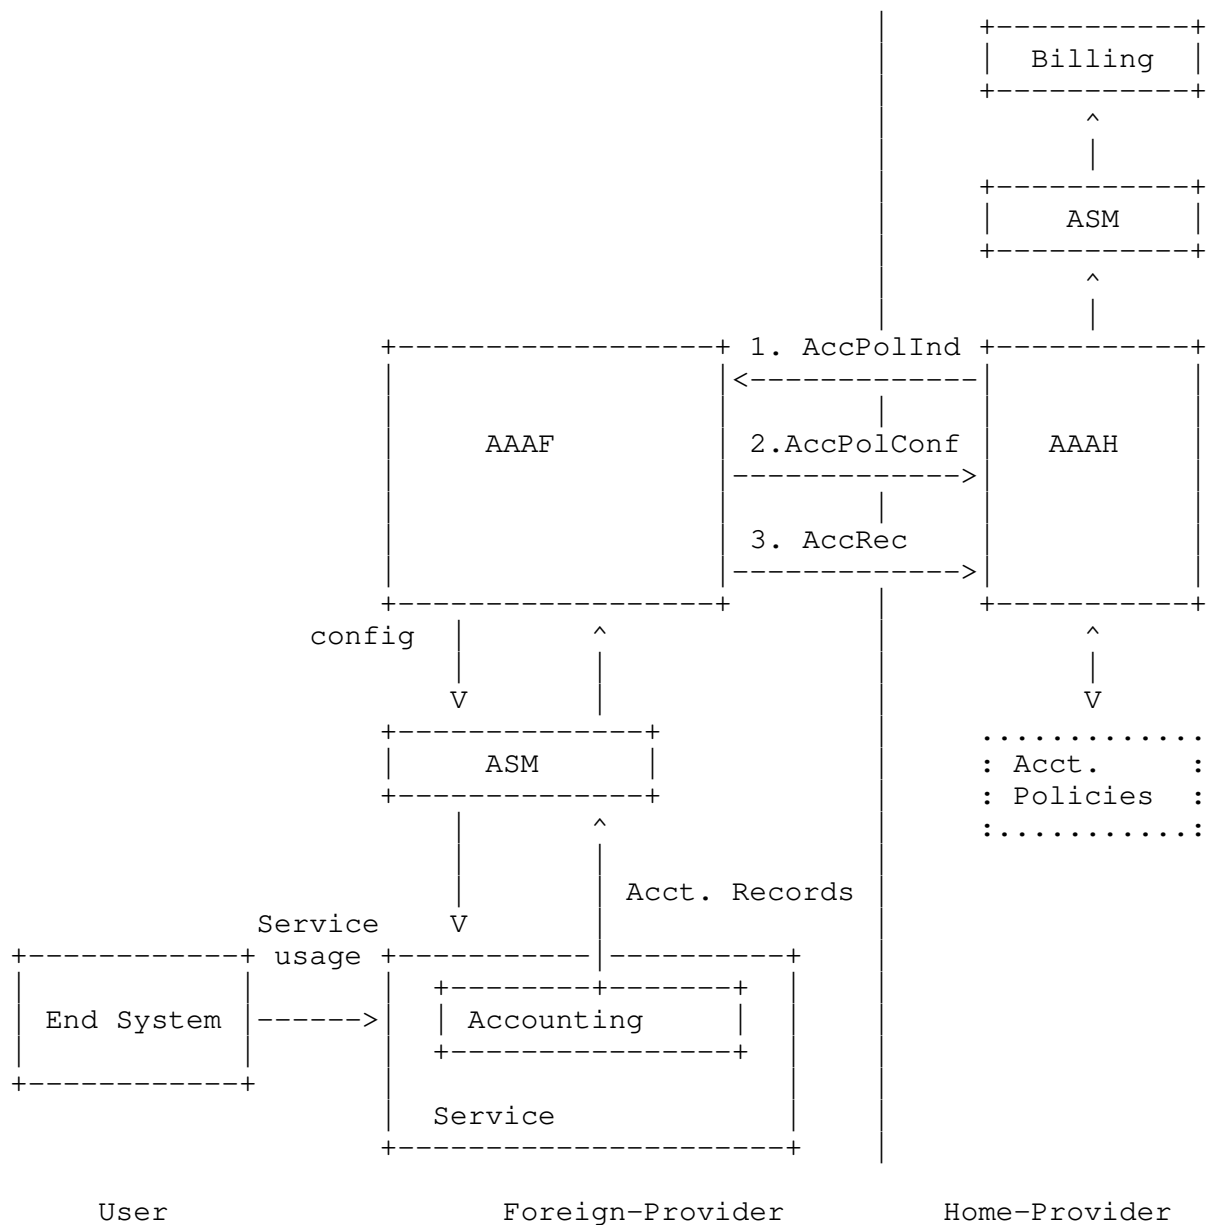 Billing
ASM
1. AccPolInd
AAAF 2.AccPolConf AAAH
3. AccRec
config
ASM : Acct. :
: Policies :
Acct. Records
Service
usage
End System Accounting
Service
User Foreign-Provider Home-Provider